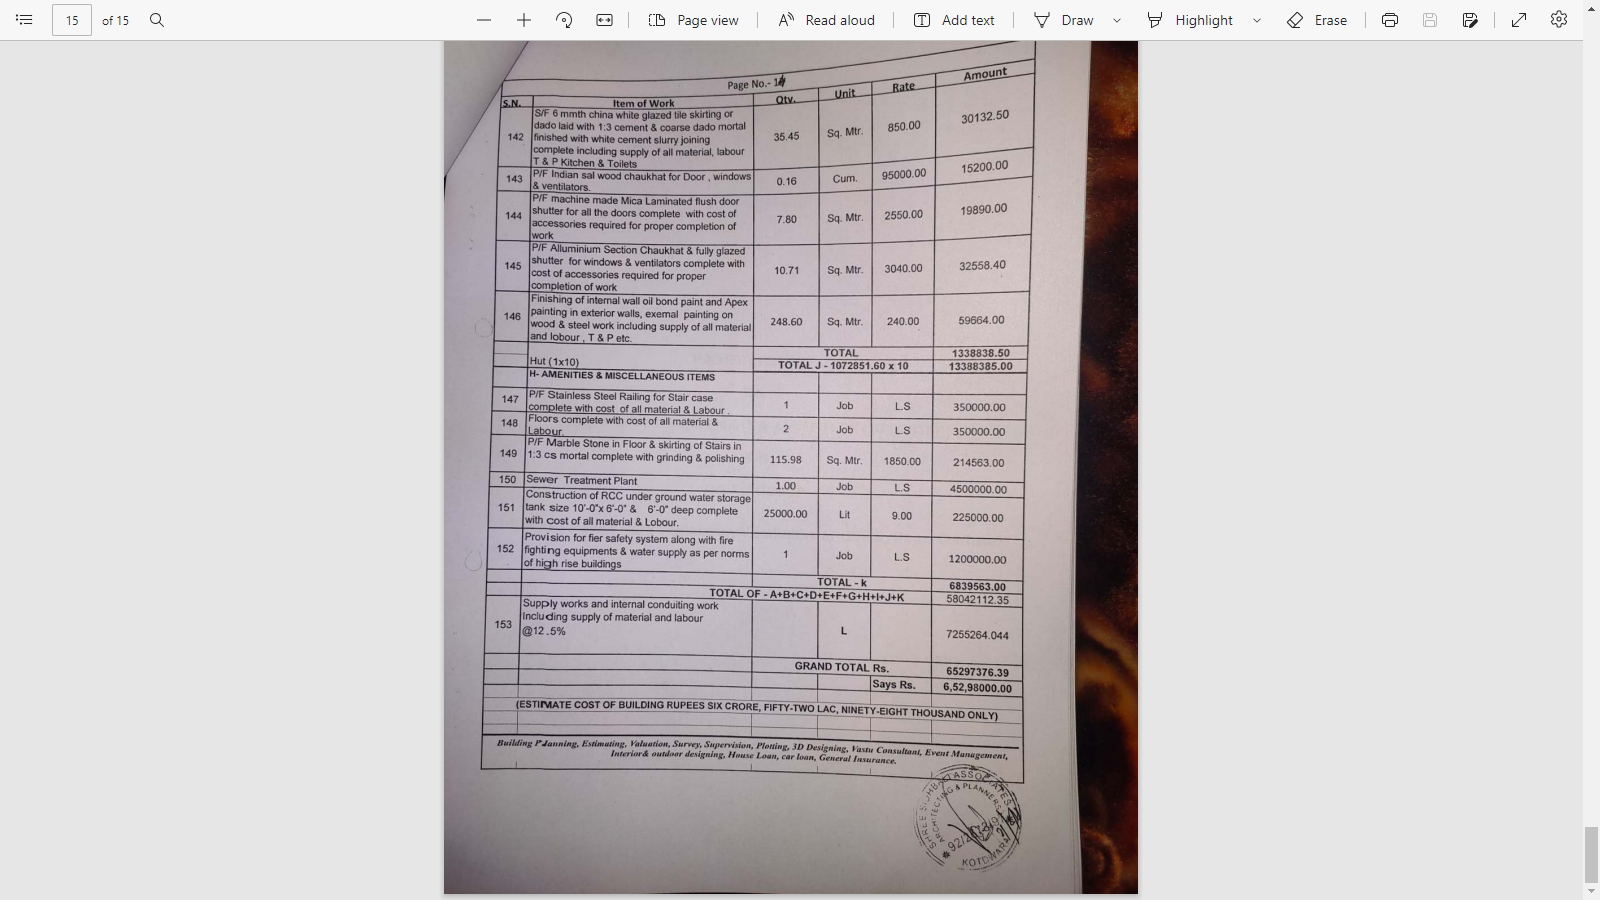 15 of 15 Page view Read aloud Add text Draw Highlight Erase
Page No.- 14
S.N. Item of Work Qty. Unit Rate Amount
142 S/F 6 mmth china white glazed tile skirting or
dado laid with 1:3 cement & coarse dado mortal
finished with white cement slurry joining
complete including supply of all material, labour
T & P Kitchen & Toilets
35.45 Sq. Mtr. 850.00 30132.50
143 P/F Indian sal wood chaukhat for Door , windows
& ventilators.
0.16 Cum. 95000.00 15200.00
144 P/F machine made Mica Laminated flush door
shutter for all the doors complete with cost of
accessories required for proper completion of
work
7.80 Sq. Mtr. 2550.00 19890.00
145 P/F Alluminium Section Chaukhat & fully glazed
shutter for windows & ventilators complete with
cost of accessories required for proper
completion of work
10.71 Sq. Mtr. 3040.00 32558.40
146 Finishing of internal wall oil bond paint and Apex
painting in exterior walls, exemal painting on
wood & steel work including supply of all material
and lobour , T & P etc.
248.60 Sq. Mtr. 240.00 59664.00
TOTAL 1338838.50
Hut (1x10) TOTAL J - 1072851.60 x 10 13388385.00
H- AMENITIES & MISCELLANEOUS ITEMS
147 P/F Stainless Steel Railing for Stair case
complete with cost of all material & Labour .
1 Job L.S 350000.00
148 Floors complete with cost of all material &
Labour.
2 Job L.S 350000.00
149 P/F Marble Stone in Floor & skirting of Stairs in
1:3 cs mortal complete with grinding & polishing
115.98 Sq. Mtr. 1850.00 214563.00
150 Sewer Treatment Plant 1.00 Job L.S 4500000.00
151 Construction of RCC under ground water storage
tank size 10'-0"x 6'-0" & 6'-0" deep complete
with cost of all material & Lobour.
25000.00 Lit 9.00 225000.00
152 Provision for fier safety system along with fire
fighting equipments & water supply as per norms
of high rise buildings
1 Job L.S 1200000.00
TOTAL - k 6839563.00
TOTAL OF - A+B+C+D+E+F+G+H+I+J+K 58042112.35
153 Supply works and internal conduiting work
Including supply of material and labour
@12.5%
L 7255264.044
GRAND TOTAL Rs. 65297376.39
Says Rs. 6,52,98000.00
(ESTIMATE COST OF BUILDING RUPEES SIX CRORE, FIFTY-TWO LAC, NINETY-EIGHT THOUSAND ONLY)
Building Planning, Estimating, Valuation, Survey, Supervision, Plotting, 3D Designing, Vastu Consultant, Event Management,
Interior& outdoor designing, House Loan, car loan, General Insurance.
ASSOCIATES
& PLANNERS
KOTDWARA